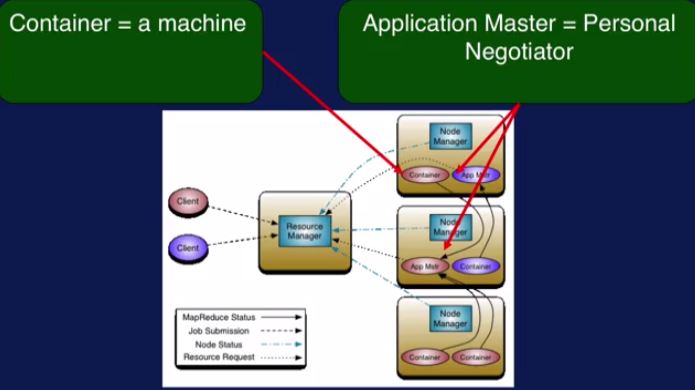 Container = a machine
Application Master = Personal
Negotiator
Node
Manager
Container
App Mstr
Client
Resource
Manager
Client
Node
Manager
App Mstr
Container
Node
Manager
Container
Container
MapReduce Status
Job Submission
Node Status
Resource Request